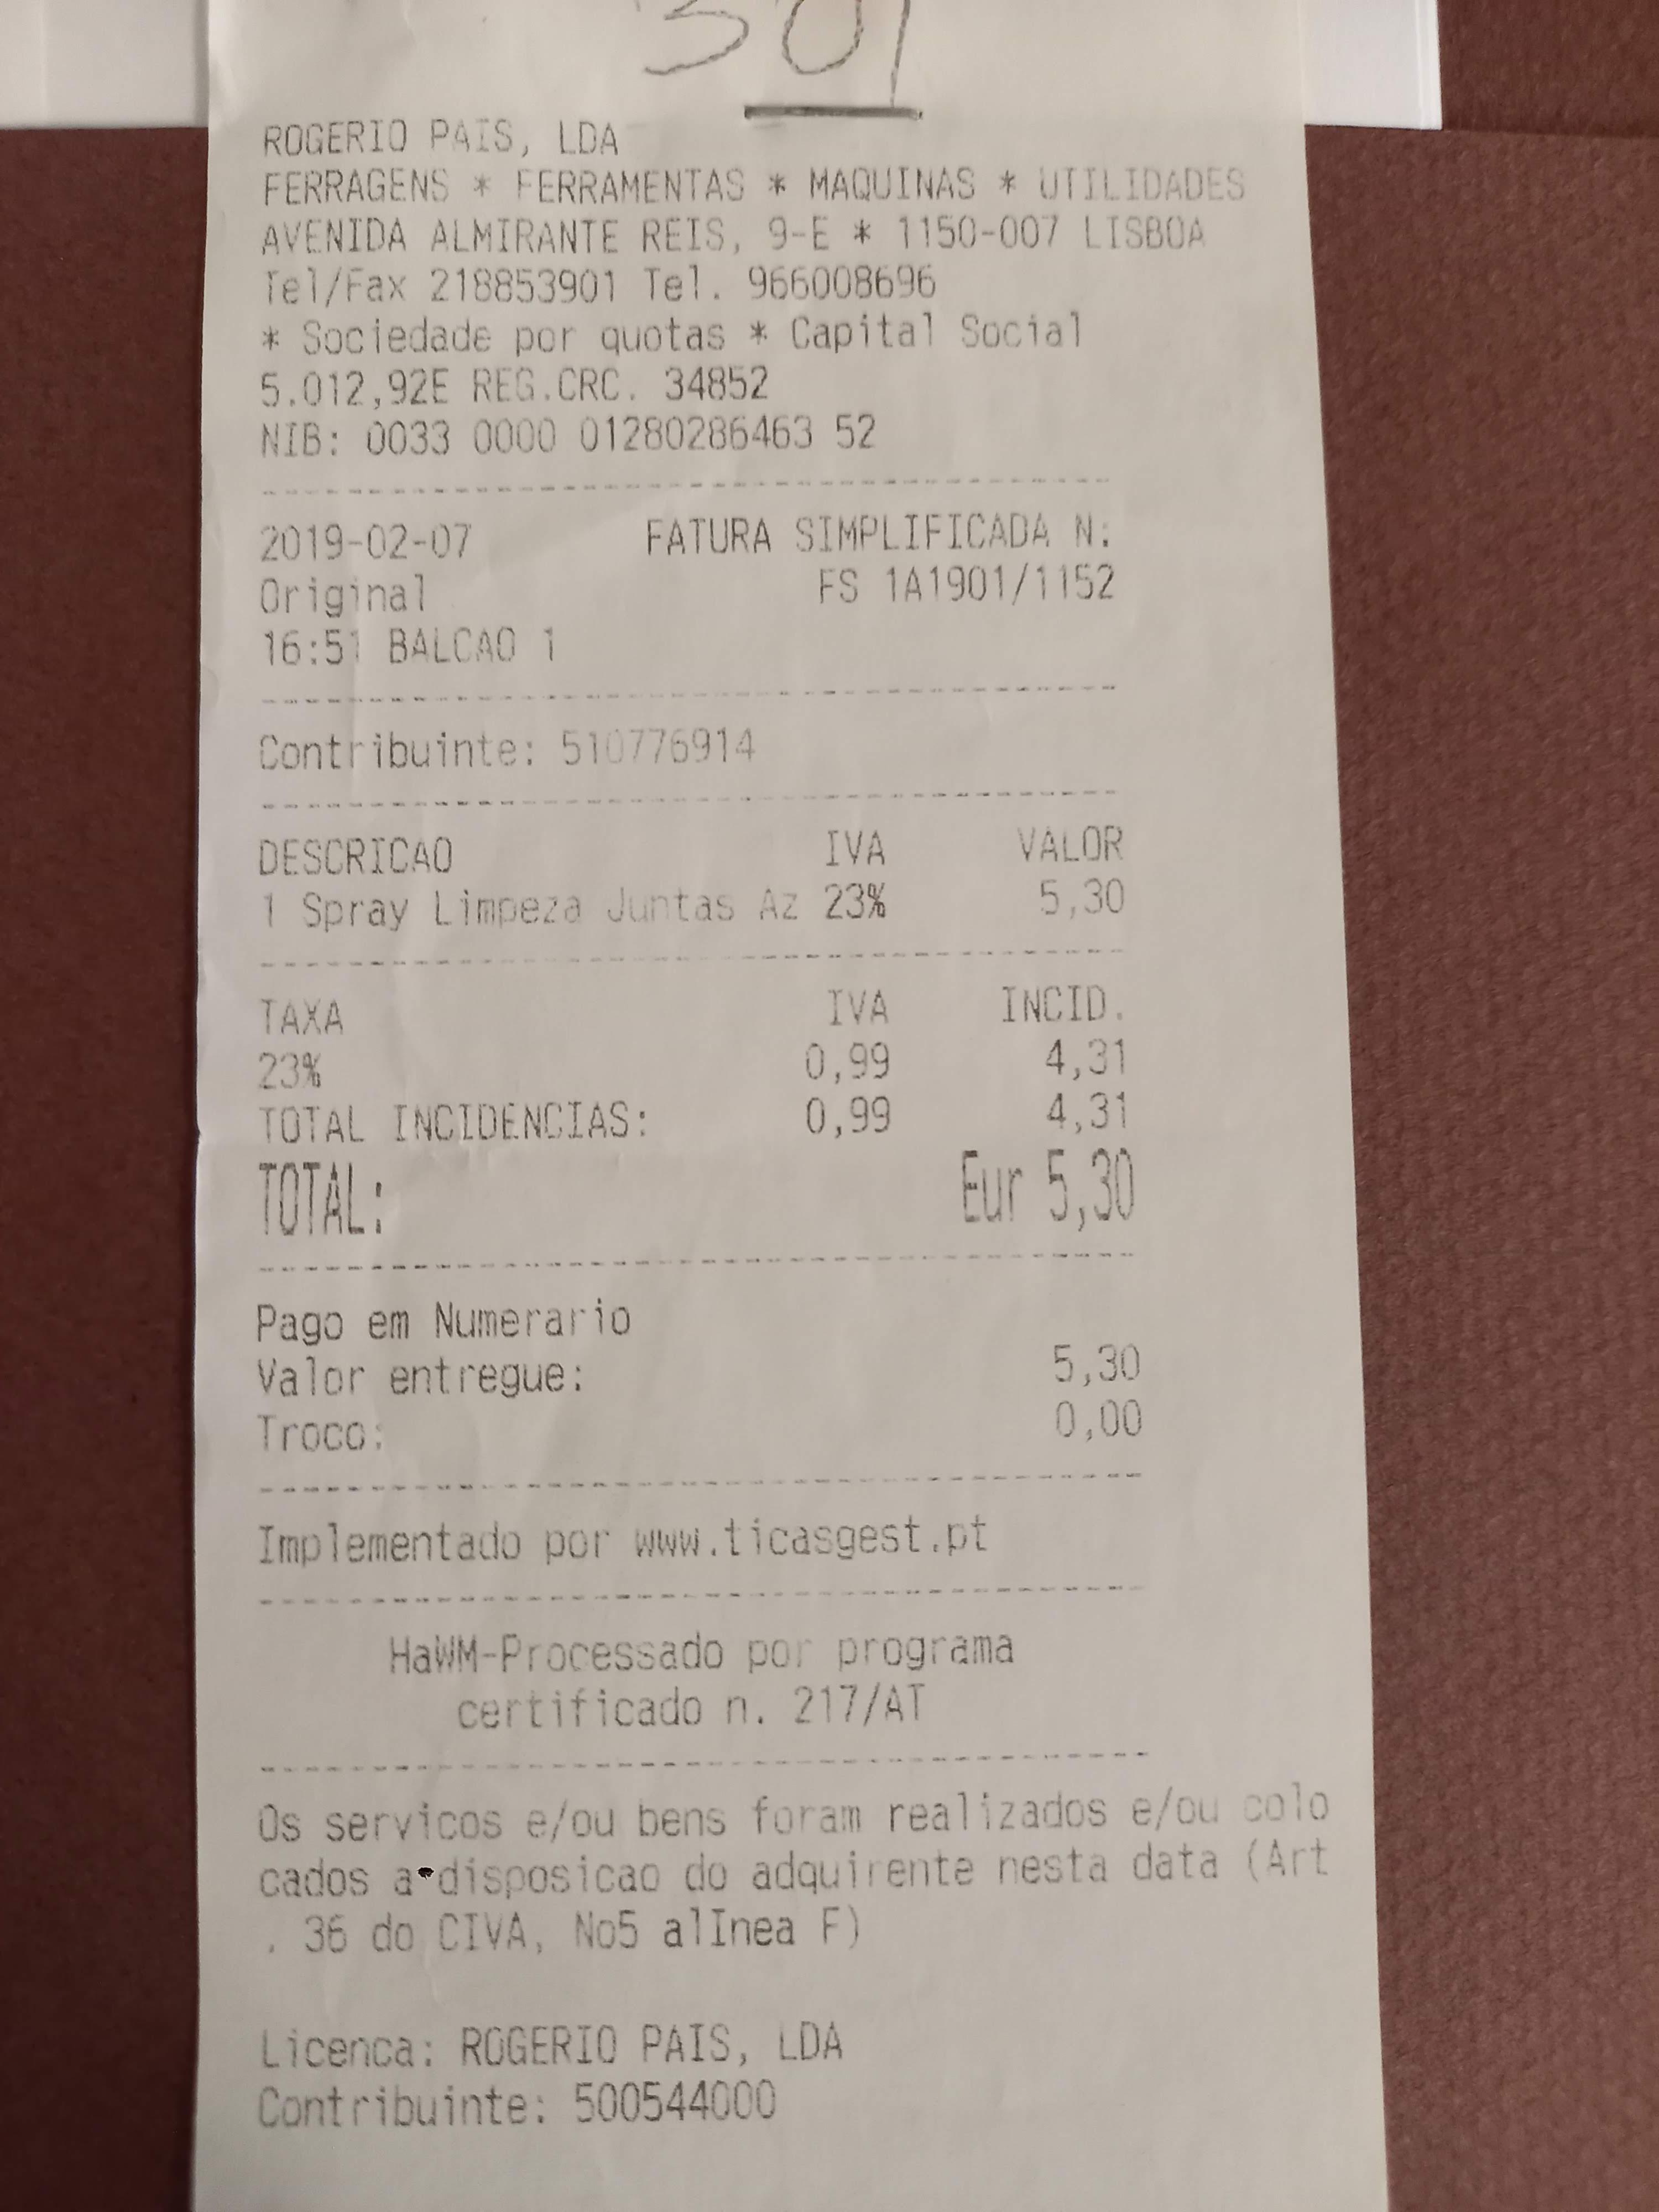 301
ROGERIO PAIS, LDA
FERRAGENS * FERRAMENTAS * MAQUINAS * UTILIDADES
AVENIDA ALMIRANTE REIS, 9-E * 1150-007 LISBOA
Tel/Fax 218853901 Tel. 966008696
* Sociedade por quotas * Capital Social
5.012,92E REG.CRC. 34852
NIB: 0033 0000 01280286463 52
2019-02-07 FATURA SIMPLIFICADA N:
Original FS 1A1901/1152
16:51 BALCAO 1
Contribuinte: 510776914
DESCRICAO IVA VALOR
1 Spray Limpeza Juntas Az 23% 5,30
TAXA IVA INCID.
23% 0,99 4,31
TOTAL INCIDENCIAS: 0,99 4,31
TOTAL: Eur 5,30
Pago em Numerario
Valor entregue: 5,30
Troco: 0,00
Implementado por www.ticasgest.pt
HaWM-Processado por programa
certificado n. 217/AT
Os servicos e/ou bens foram realizados e/ou colo
cados a disposicao do adquirente nesta data (Art
. 36 do CIVA, No5 alInea F)
Licenca: ROGERIO PAIS, LDA
Contribuinte: 500544000